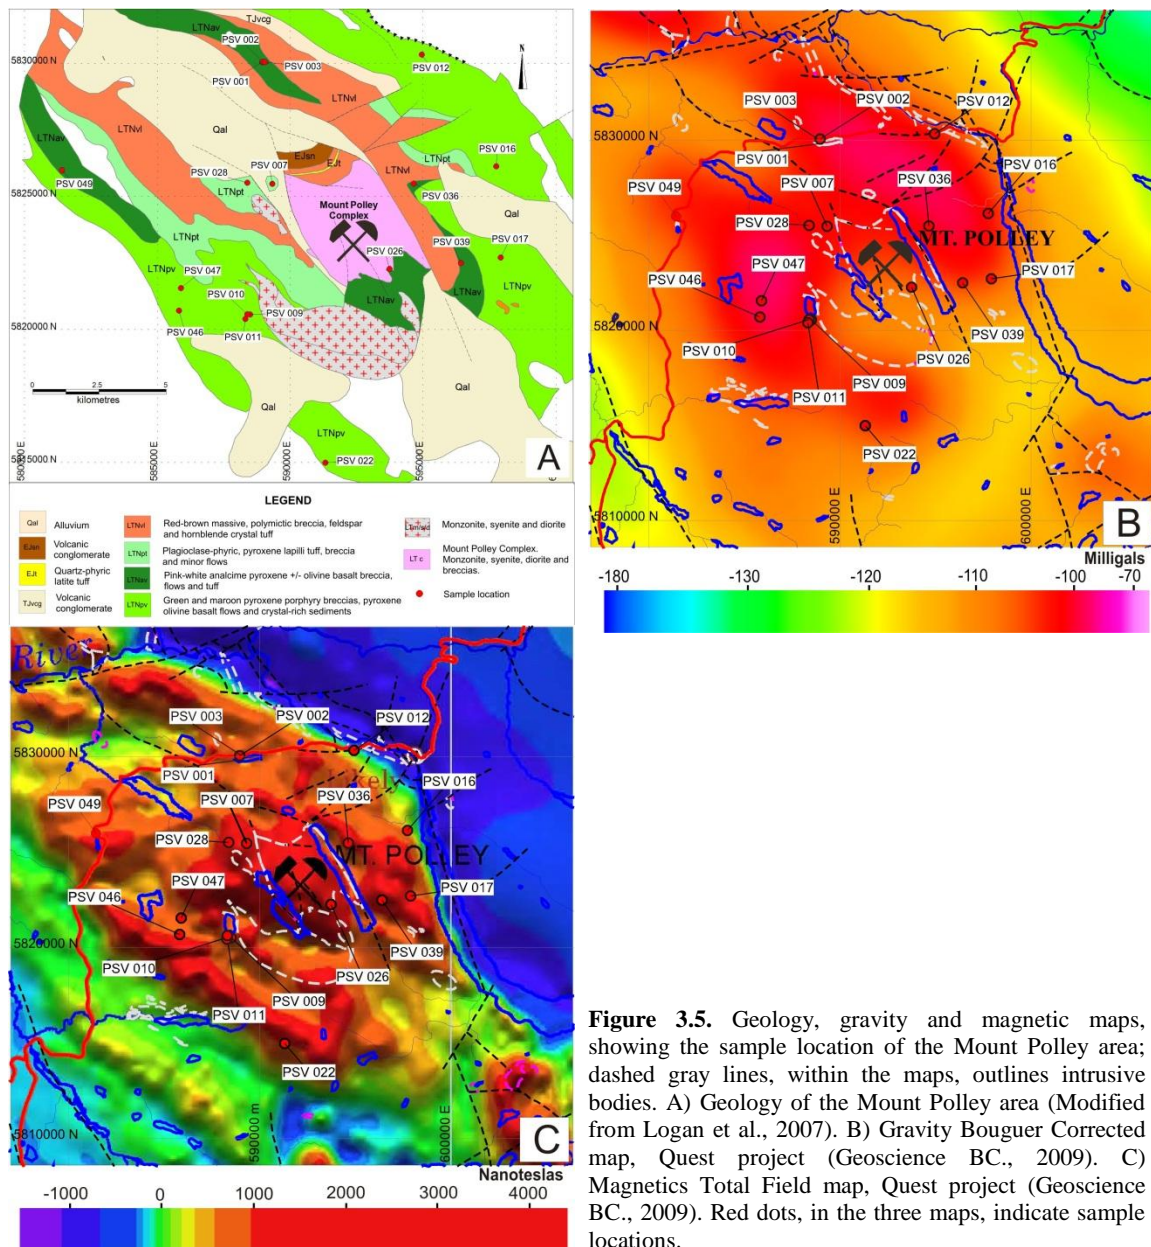 TJvcg
LTNav
PSV 002
5830000 N
PSV 001
PSV 003
PSV 012
N
LTNvl
LTNav
LTNvl
Qal
EJsn
EJt
PSV 007
PSV 028
LTNpt
LTNvl
LTNpt
PSV 016
5825000 N
PSV 049
PSV 036
Mount Polley
Complex
Qal
LTNpt
PSV 026
PSV 039
PSV 017
LTNpv
PSV 047
PSV 010
LTNav
LTNav
LTNpv
5820000 N
PSV 046
PSV 009
PSV 011
0 2.5 5
kilometres
Qal
Qal
LTNpv
PSV 022
5815000 N
580000 E
585000 E
590000 E
595000 E
A
LEGEND
Qal Alluvium
EJsn Volcanic
conglomerate
EJt Quartz-phyric
latite tuff
TJvcg Volcanic
conglomerate
LTNvl Red-brown massive, polymictic breccia, feldspar
and hornblende crystal tuff
LTNpt Plagioclase-phyric, pyroxene lapilli tuff, breccia
and minor flows
LTNav Pink-white analcime pyroxene +/- olivine basalt breccia,
flows and tuff
LTNpv Green and maroon pyroxene porphyry breccias, pyroxene
olivine basalt flows and crystal-rich sediments
Monzonite, syenite and diorite
LT c Mount Polley Complex.
Monzonite, syenite, diorite and
breccias.
Sample location
PSV 003
PSV 002
PSV 012
5830000 N
PSV 001
PSV 016
PSV 049
PSV 007
PSV 036
PSV 028
MT. POLLEY
PSV 047
PSV 017
PSV 046
5820000 N
PSV 039
PSV 010
PSV 026
PSV 011
PSV 009
PSV 022
5810000 N
590000 E
600000 E
B
Milligals
-180 -130 -120 -110 -100 -70
River
PSV 003
PSV 002
PSV 012
5830000 N
PSV 001
PSV 016
PSV 049
PSV 007
PSV 036
PSV 028
MT. POLLEY
PSV 047
PSV 046
PSV 017
5820000 N
PSV 039
PSV 010
PSV 026
PSV 009
PSV 011
PSV 022
5810000 N
590000 m
600000 E
C
Nanoteslas
-1000 0 1000 2000 3000 4000
Figure 3.5. Geology, gravity and magnetic maps,
showing the sample location of the Mount Polley area;
dashed gray lines, within the maps, outlines intrusive
bodies. A) Geology of the Mount Polley area (Modified
from Logan et al., 2007). B) Gravity Bouguer Corrected
map, Quest project (Geoscience BC., 2009). C)
Magnetics Total Field map, Quest project (Geoscience
BC., 2009). Red dots, in the three maps, indicate sample
locations.